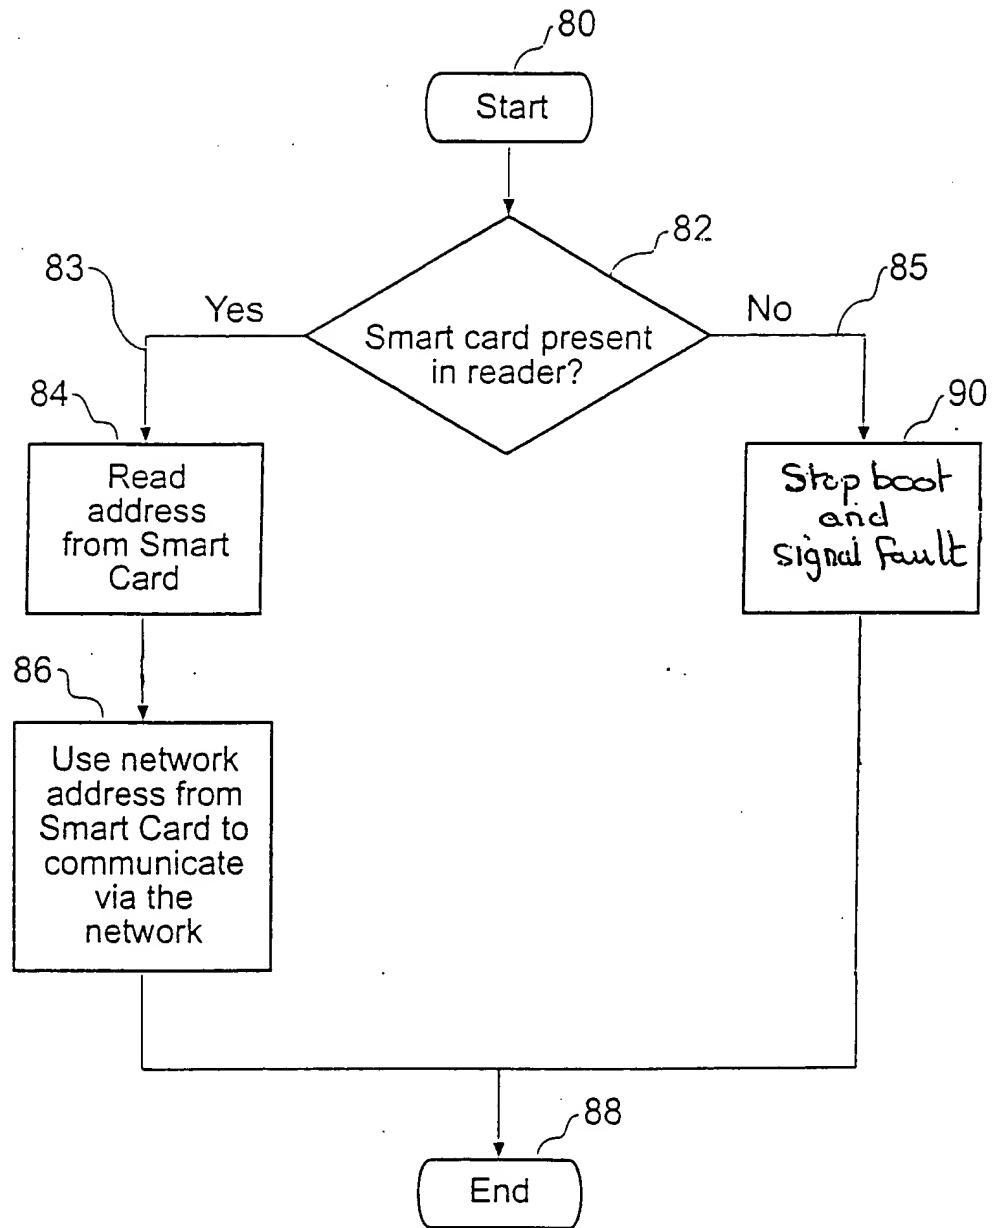 80
Start
82
83
85
Yes
No
Smart card present
in reader?
84
90
Read
address
from Smart
Card
Stop boot
and
signal fault
86
Use network
address from
Smart Card to
communicate
via the
network
88
End